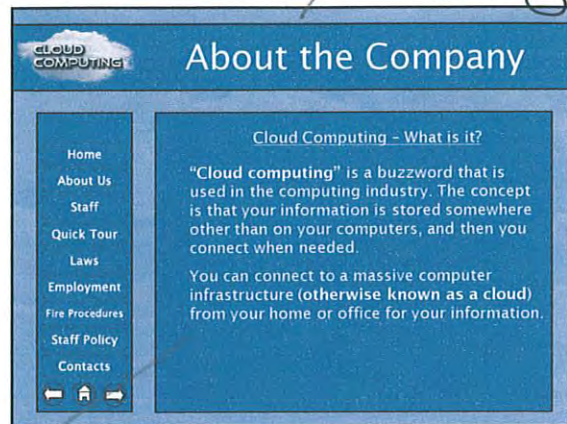 CLOUD
COMPUTING
About the Company
Home
About Us
Staff
Quick Tour
Laws
Employment
Fire Procedures
Staff Policy
Contacts
Cloud Computing – What is it?
“Cloud computing” is a buzzword that is
used in the computing industry. The concept
is that your information is stored somewhere
other than on your computers, and then you
connect when needed.
You can connect to a massive computer
infrastructure (otherwise known as a cloud)
from your home or office for your information.